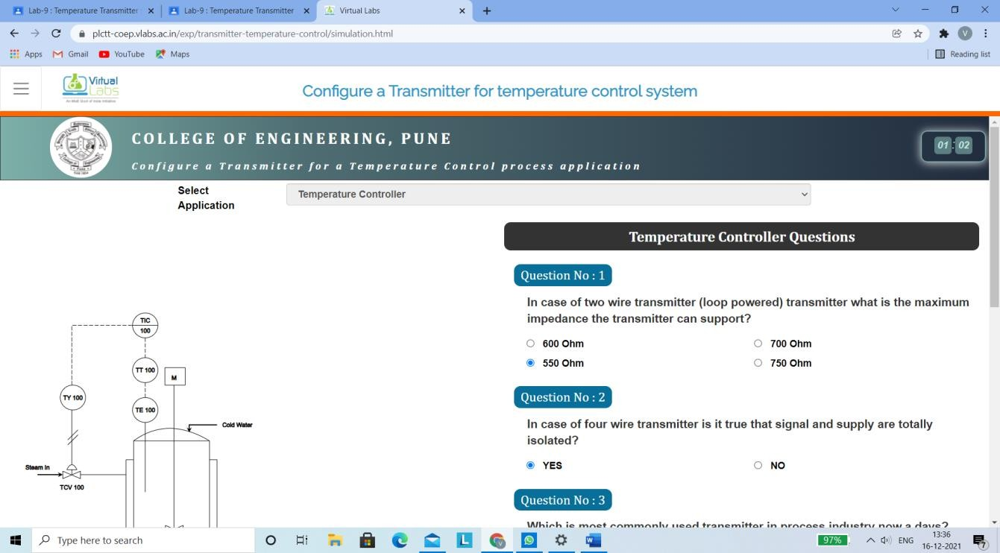 Lab-9 : Temperature Transmitter
Lab-9 : Temperature Transmitter
Virtual Labs
plctt-coep.vlabs.ac.in/exp/transmitter-temperature-control/simulation.html
V
Apps
Gmail
YouTube
Maps
Reading list
Virtual
Labs
Configure a Transmitter for temperature control system
COLLEGE OF ENGINEERING, PUNE
Configure a Transmitter for a Temperature Control process application
01 : 02
Select
Application
Temperature Controller
Temperature Controller Questions
Question No : 1
In case of two wire transmitter (loop powered) transmitter what is the maximum
impedance the transmitter can support?
600 Ohm
700 Ohm
550 Ohm
750 Ohm
Question No : 2
In case of four wire transmitter is it true that signal and supply are totally
isolated?
YES
NO
Question No : 3
Which is most commonly used transmitter in process industry now a days?
TIC
100
TT 100
M
TY 100
TE 100
Cold Water
Steam In
TCV 100
Type here to search
97%
ENG
13:36
16-12-2021
7